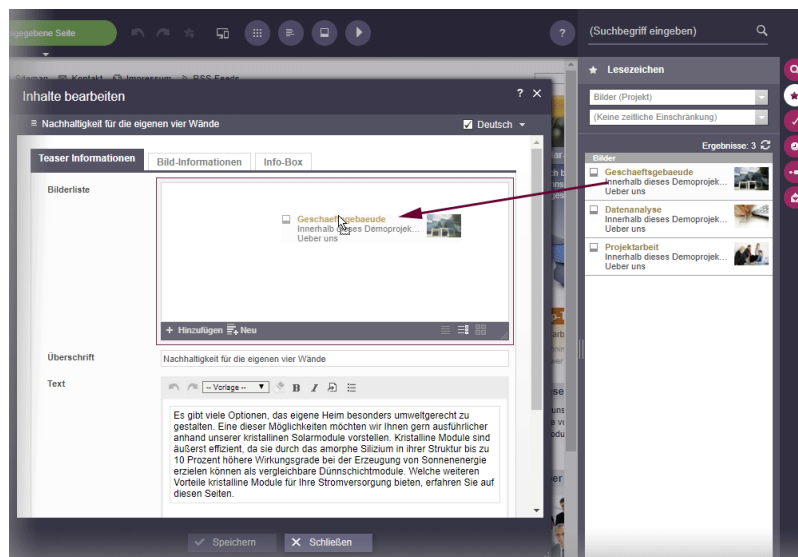 Seite
?
(Suchbegriff eingeben)
Kontakt
Impressum
RSS Feeds
Lesezeichen
Bilder (Projekt)
(Keine zeitliche Einschränkung)
Ergebnisse: 3
Bilder
Geschaeftsgebaeude
Innerhalb dieses Demoprojek...
Ueber uns
Datenanalyse
Innerhalb dieses Demoprojek...
Ueber uns
Projektarbeit
Innerhalb dieses Demoprojek...
Ueber uns
Inhalte bearbeiten
?
Nachhaltigkeit für die eigenen vier Wände
Deutsch
Teaser Informationen
Bild-Informationen
Info-Box
Bilderliste
Geschaeftsgebaeude
Innerhalb dieses Demoprojek...
Ueber uns
+ Hinzufügen
Neu
Überschrift
Nachhaltigkeit für die eigenen vier Wände
Text
-- Vorlage --
B I
Es gibt viele Optionen, das eigene Heim besonders umweltgerecht zu
gestalten. Eine dieser Möglichkeiten möchten wir Ihnen gern ausführlicher
anhand unserer kristallinen Solarmodule vorstellen. Kristalline Module sind
äußerst effizient, da sie durch das amorphe Silizium in ihrer Struktur bis zu
10 Prozent höhere Wirkungsgrade bei der Erzeugung von Sonnenenergie
erzielen können als vergleichbare Dünnschichtmodule. Welche weiteren
Vorteile kristalline Module für Ihre Stromversorgung bieten, erfahren Sie auf
diesen Seiten.
Speichern
Schließen